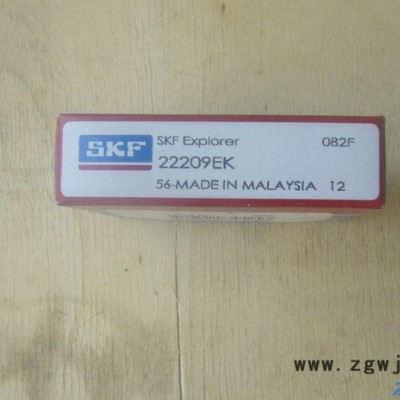 SKF
SKF Explorer 082F
22209EK
56-MADE IN MALAYSIA 12
www.zgwj